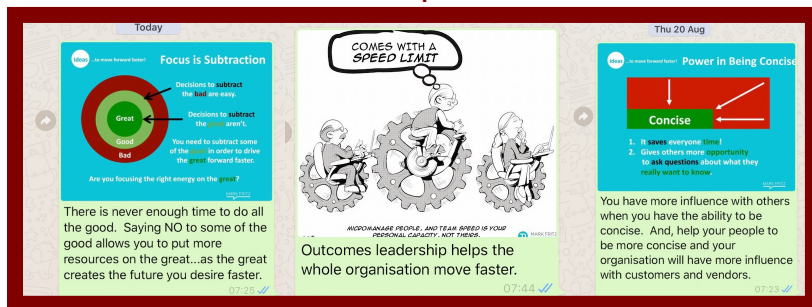 Today
Ideas ...to move forward faster!
Focus is Subtraction
Great
Good
Bad
Decisions to subtract
the bad are easy.
Decisions to subtract
the good aren't.
You need to subtract some
of the good in order to drive
the great forward faster.
Are you focusing the right energy on the great?
MARK FRITZ
There is never enough time to do all
the good. Saying NO to some of the
good allows you to put more
resources on the great...as the great
creates the future you desire faster.
07:25
COMES WITH A
SPEED LIMIT
MICROMANAGE PEOPLE, AND TEAM SPEED IS YOUR
PERSONAL CAPACITY, NOT THEIRS.
MARK FRITZ
Outcomes leadership helps the
whole organisation move faster.
07:44
Thu 20 Aug
Ideas ...to move forward faster!
Power in Being Concise
Concise
1. It saves everyone time!
2. Gives others more opportunity
to ask questions about what they
really want to know.
MARK FRITZ
You have more influence with others
when you have the ability to be
concise. And, help your people to
be more concise and your
organisation will have more influence
with customers and vendors.
07:23